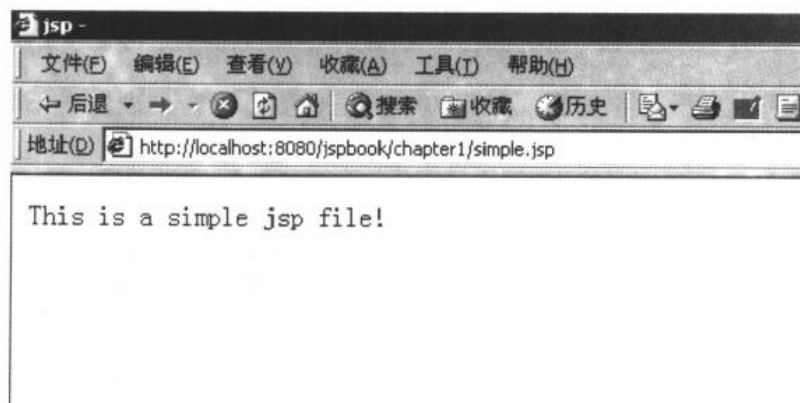 jsp -
文件(F) 编辑(E) 查看(V) 收藏(A) 工具(T) 帮助(H)
后退 搜索 收藏 历史
地址(D) http://localhost:8080/jspbook/chapter1/simple.jsp
This is a simple jsp file!